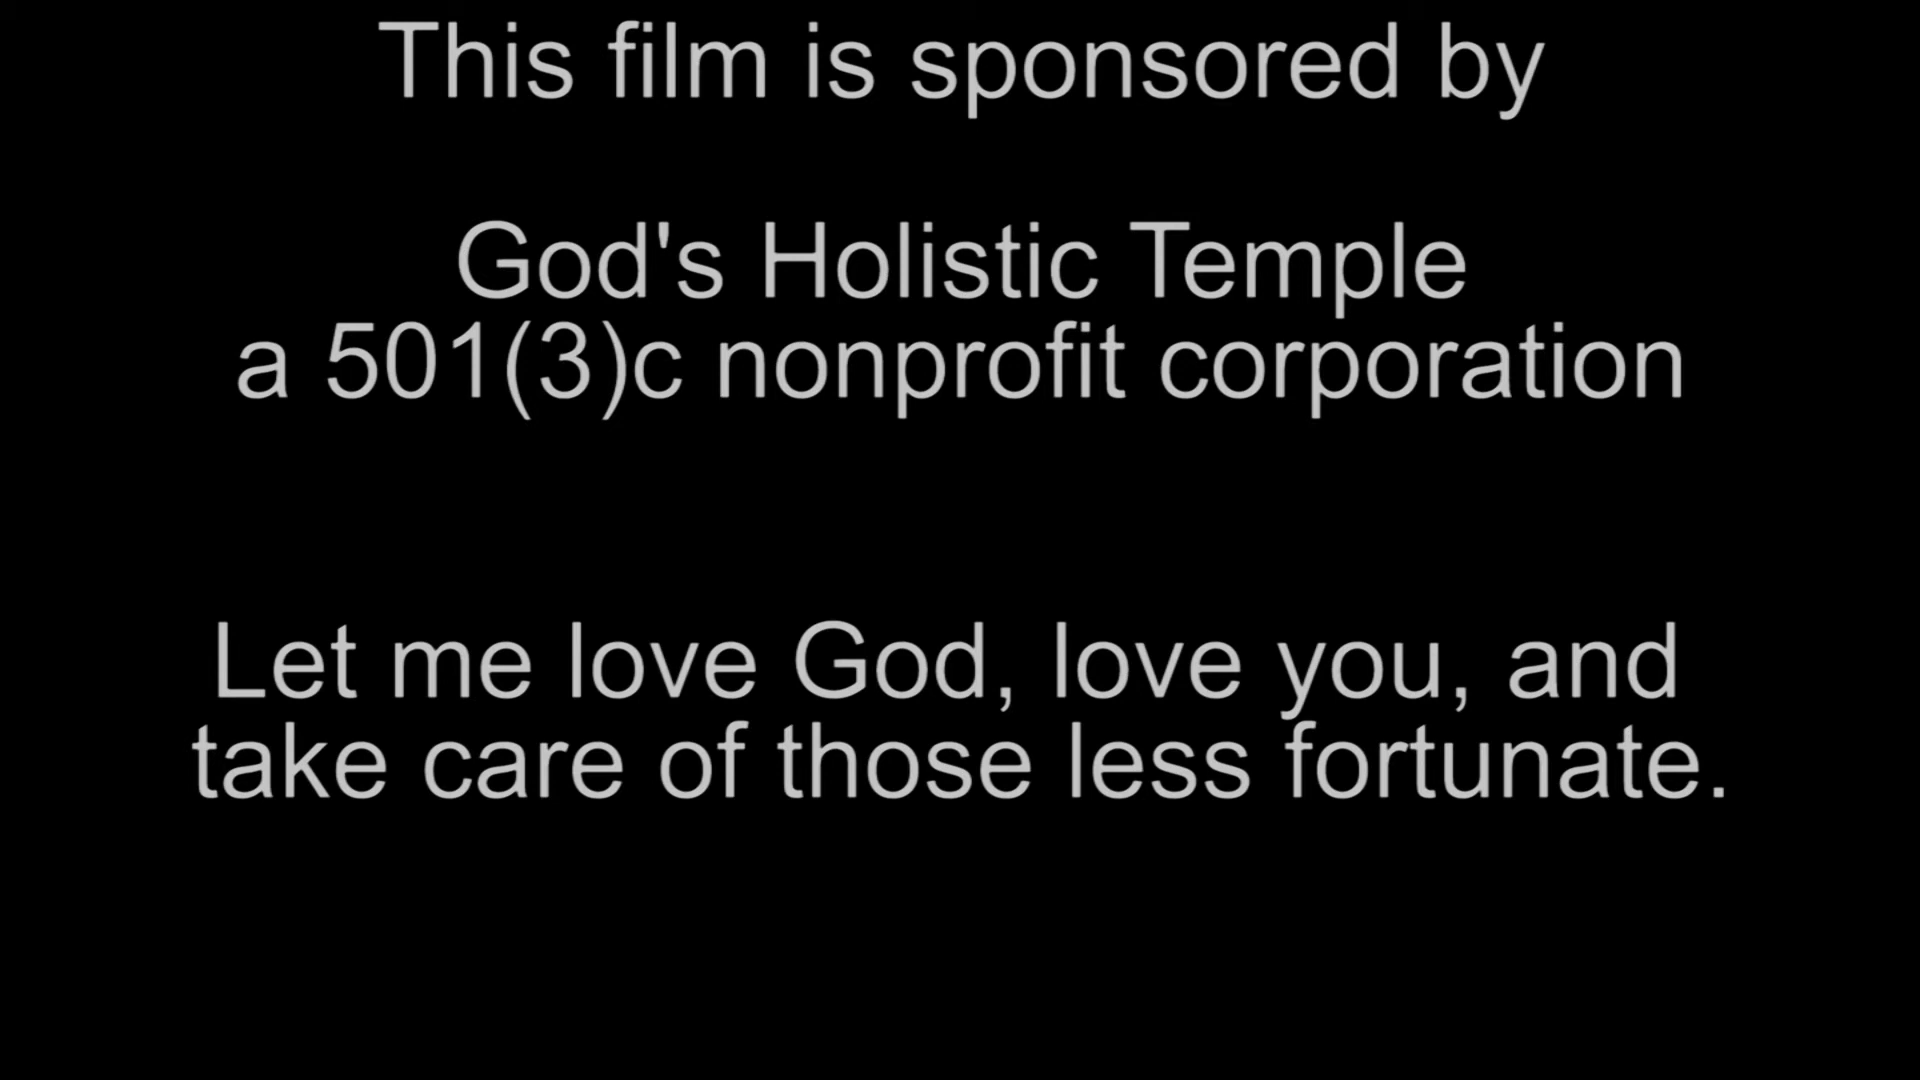 This film is sponsored by
God's Holistic Temple
a 501(3)c nonprofit corporation
Let me love God, love you, and
take care of those less fortunate.